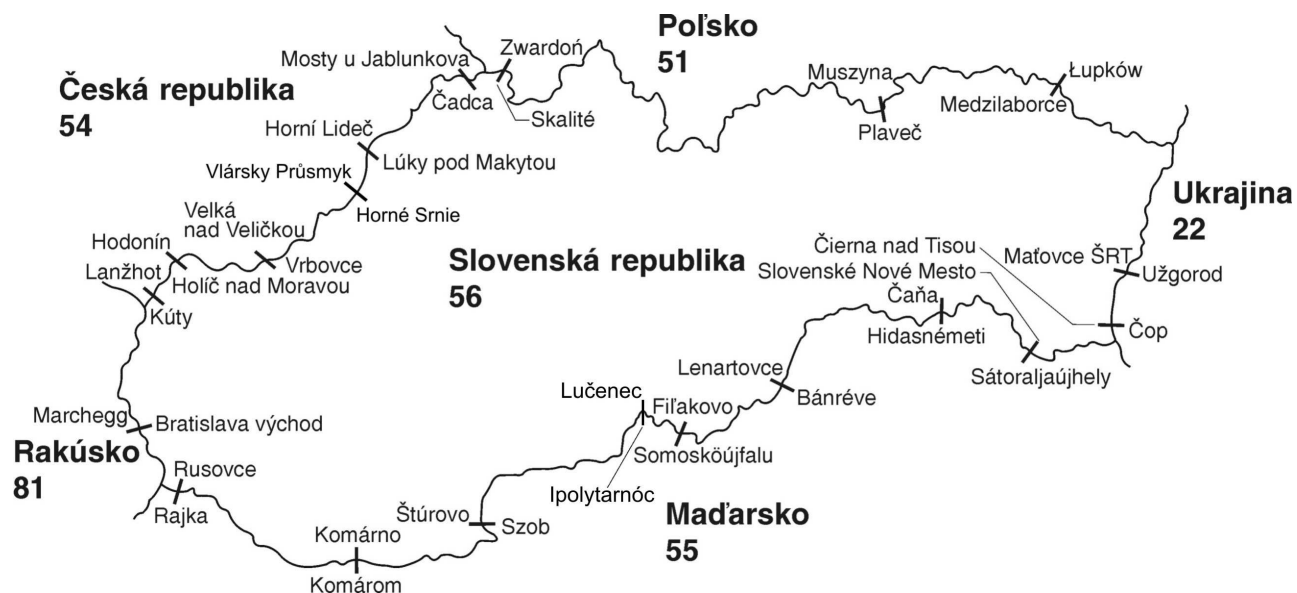 Poľsko
51
Mosty u Jablunkova
Zwardoń
Česká republika
54
Čadca
Skalité
Muszyna
Plaveč
Łupków
Medzilaborce
Horní Lideč
Lúky pod Makytou
Vlársky Průsmyk
Horné Srnie
Velká
nad Veličkou
Vrbovce
Hodonín
Holíč nad Moravou
Lanžhot
Kúty
Slovenská republika
56
Ukrajina
22
Čierna nad Tisou
Slovenské Nové Mesto
Maťovce ŠRT
Užgorod
Čop
Čaňa
Hidasnémeti
Sátoraljaújhely
Lenartovce
Bánréve
Lučenec
Fiľakovo
Somosköújfalu
Ipolytarnóc
Marchegg
Bratislava východ
Rakúsko
81
Rusovce
Rajka
Komárno
Komárom
Štúrovo
Szob
Maďarsko
55